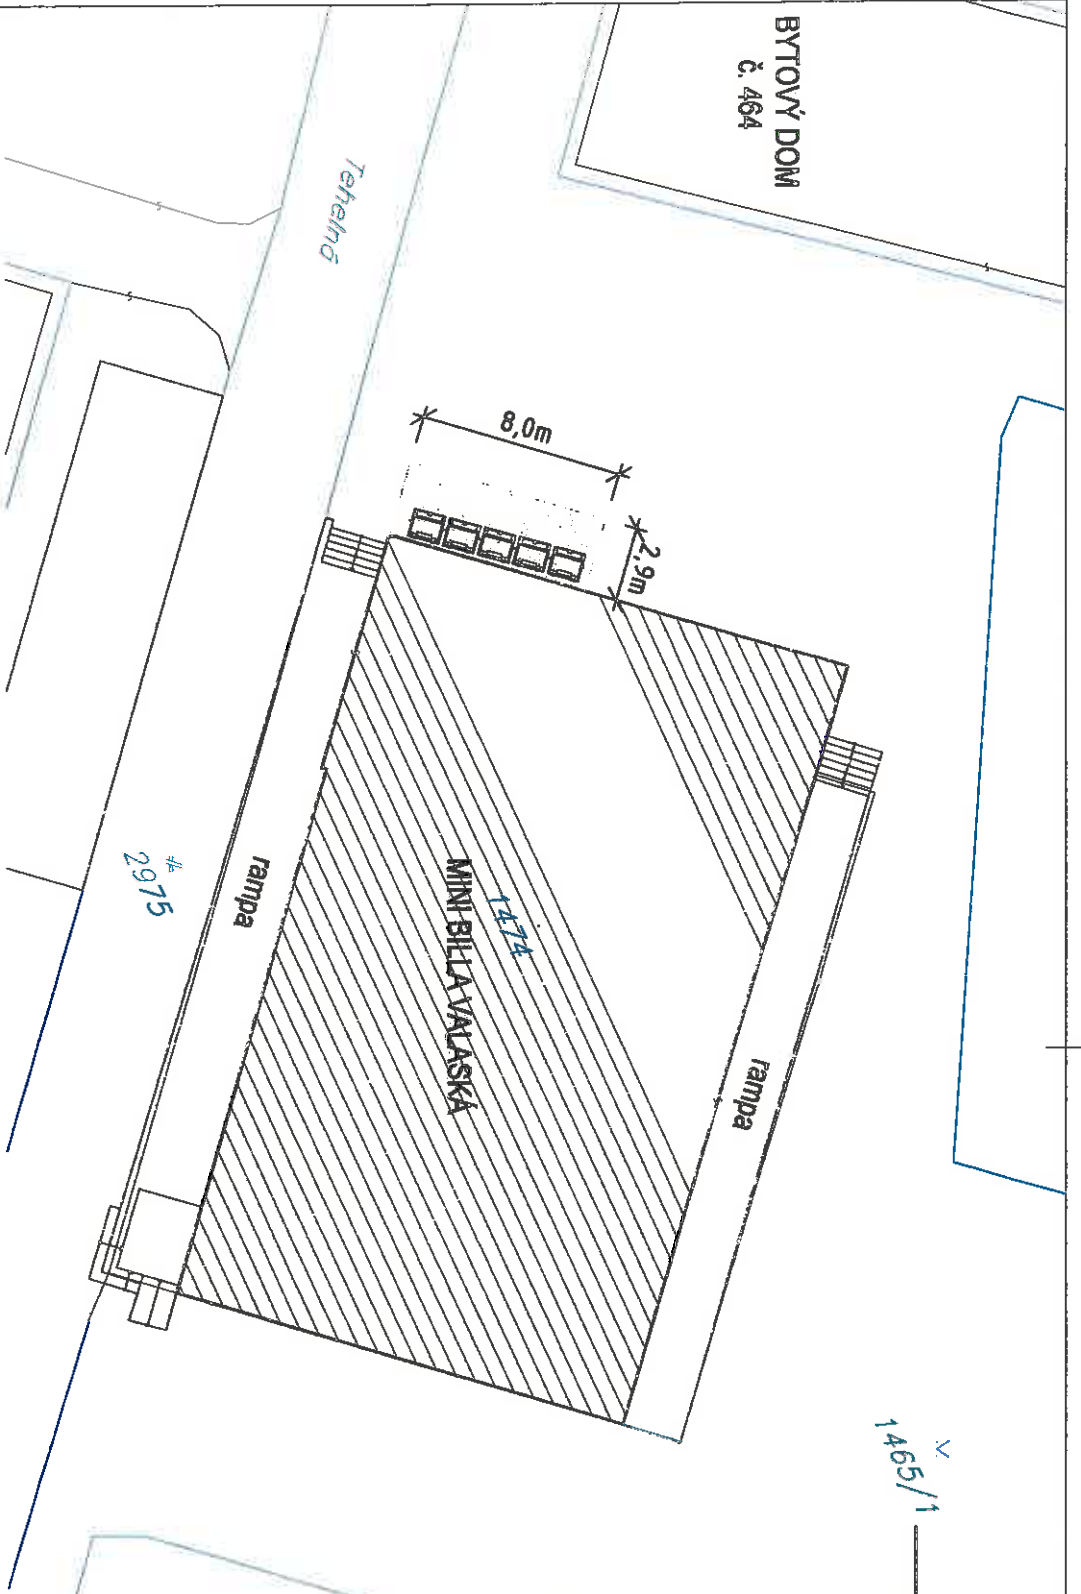 BYTOVÝ DOM
č. 464
Tehelná
8,0m
2,9m
1474
MINI BILLA VALASKÁ
rampa
rampa
2975
1465/1